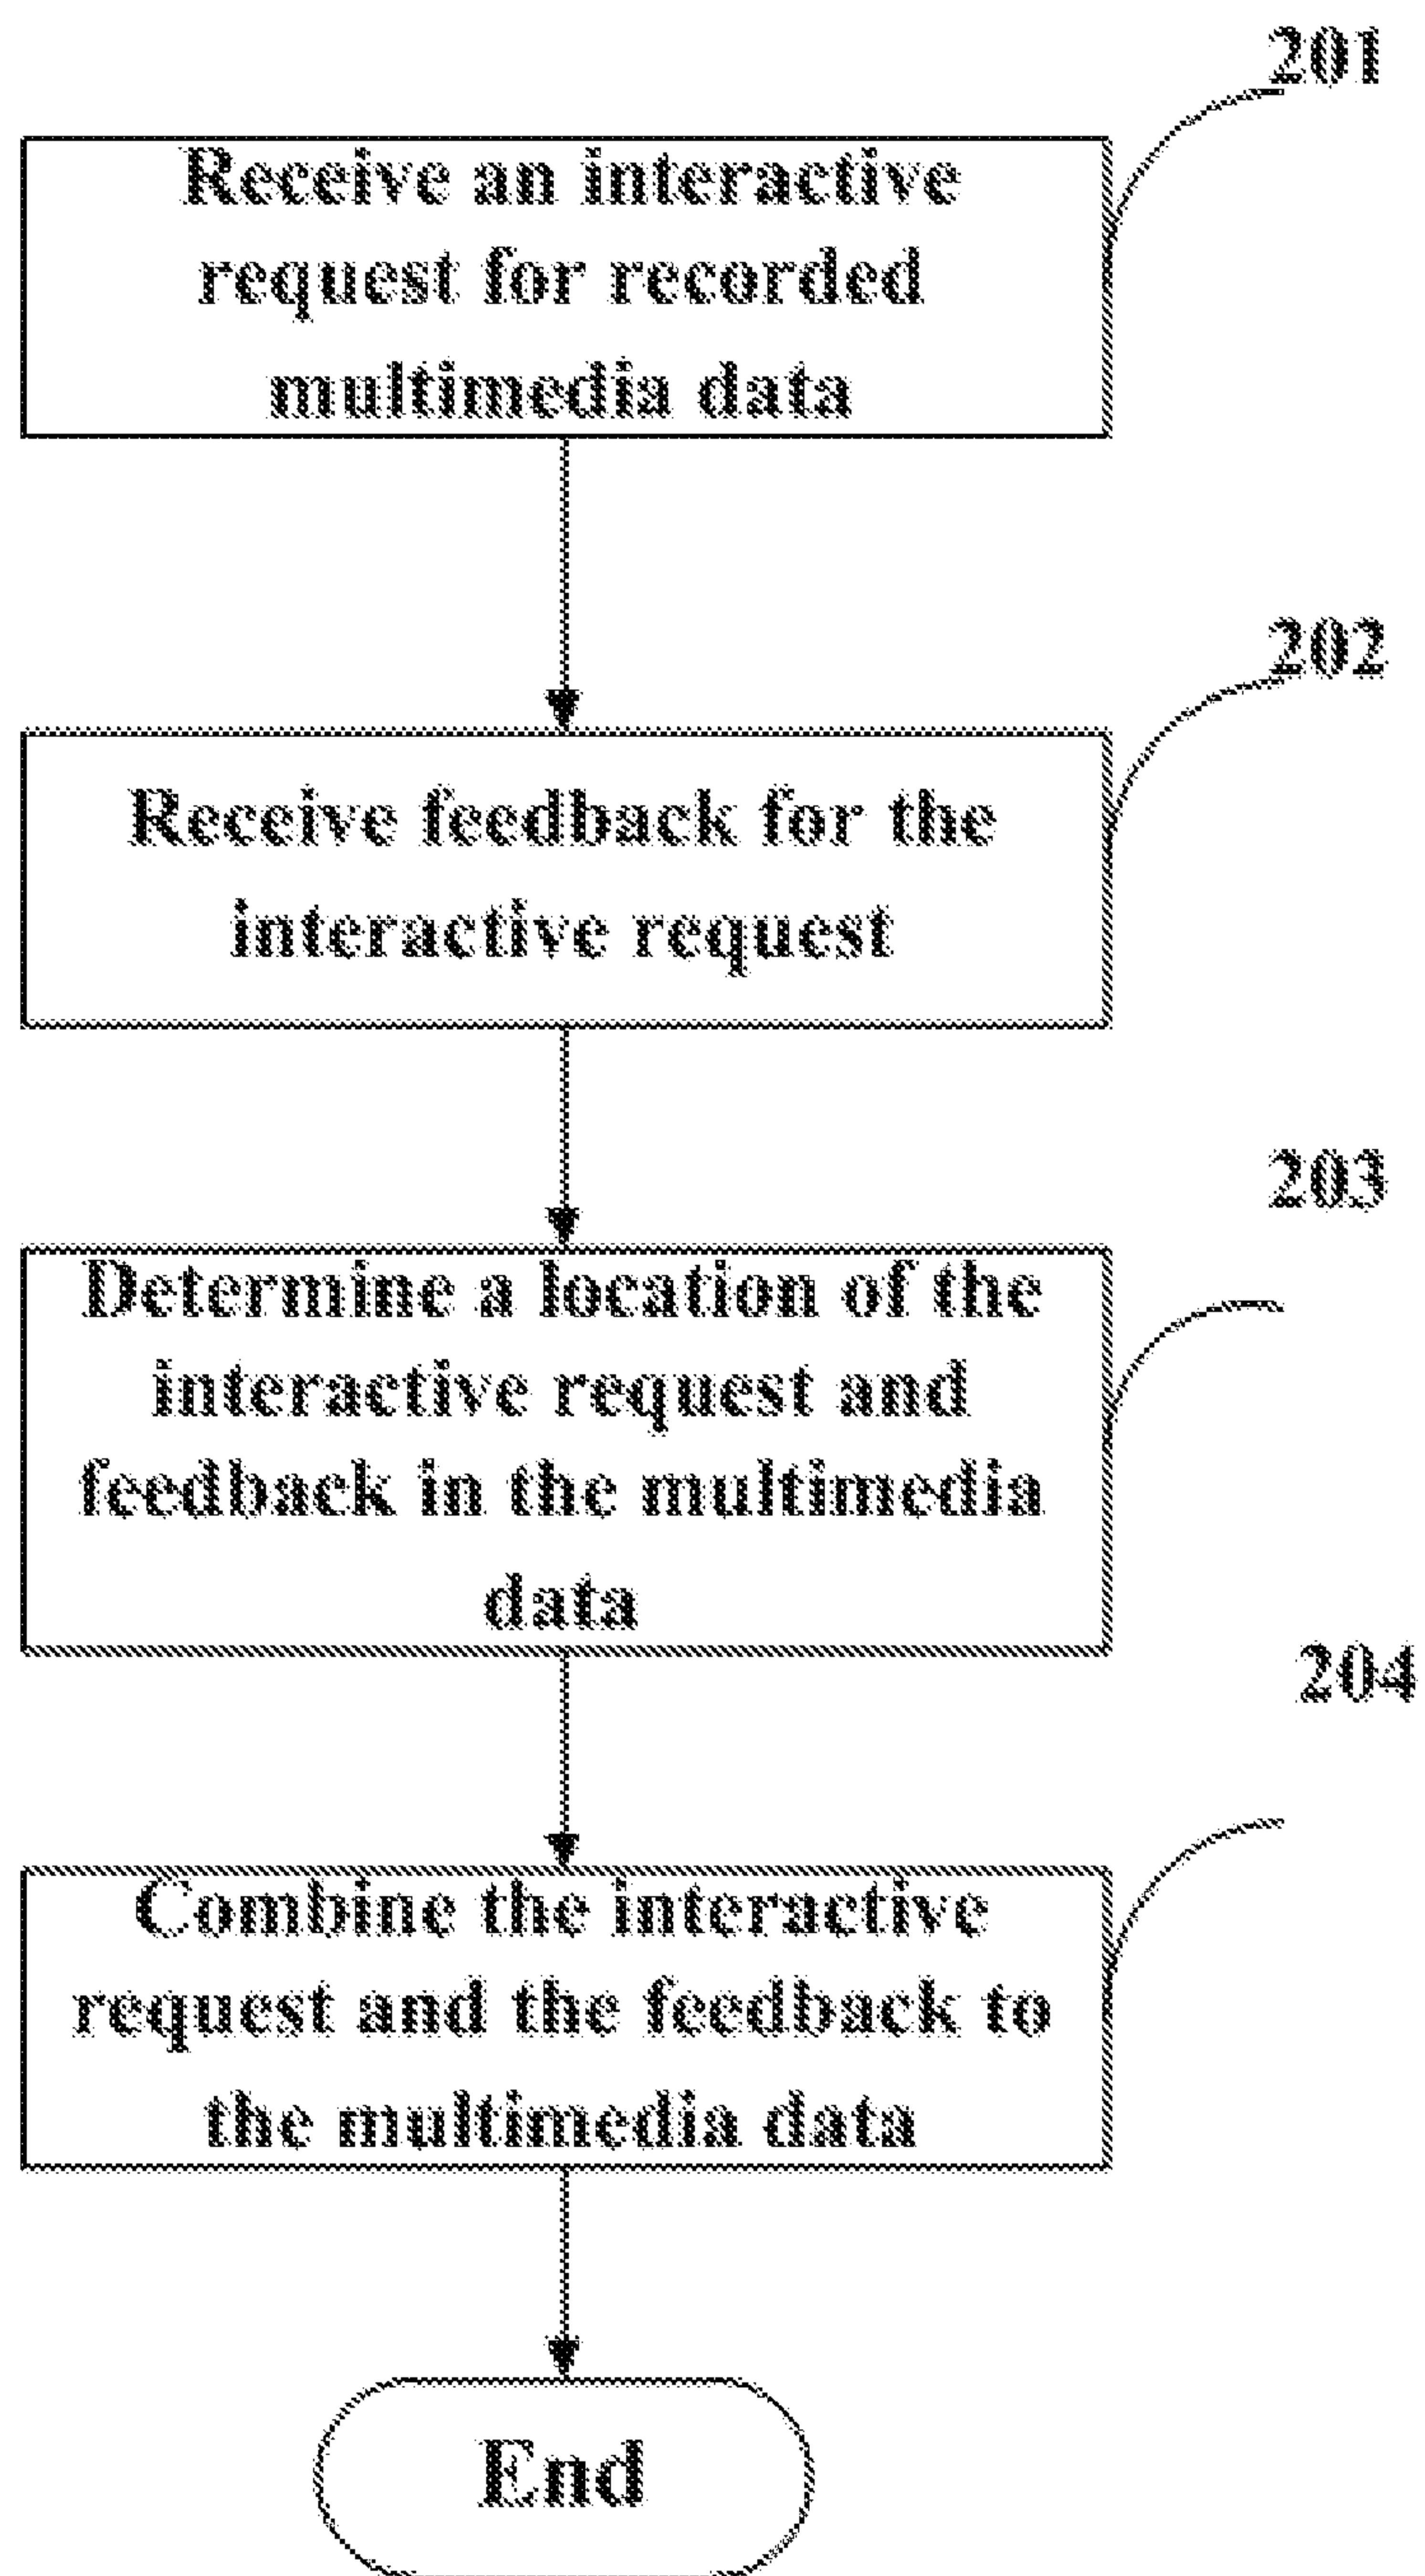 201
Receive an interactive
request for recorded
multimedia data
202
Receive feedback for the
interactive request
203
Determine a location of the
interactive request and
feedback in the multimedia
data
204
Combine the interactive
request and the feedback to
the multimedia data
End